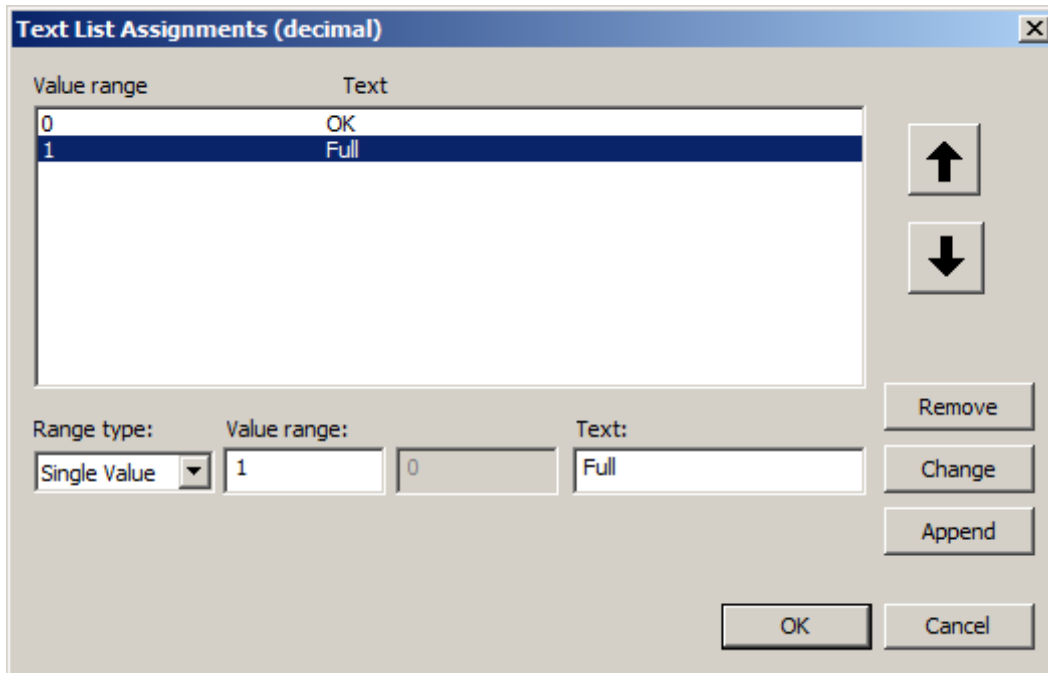 Text List Assignments (decimal)
Value range Text
0 OK
1 Full
Remove
Range type: Value range: Text:
Single Value 1 0 Full
Change
Append
OK Cancel